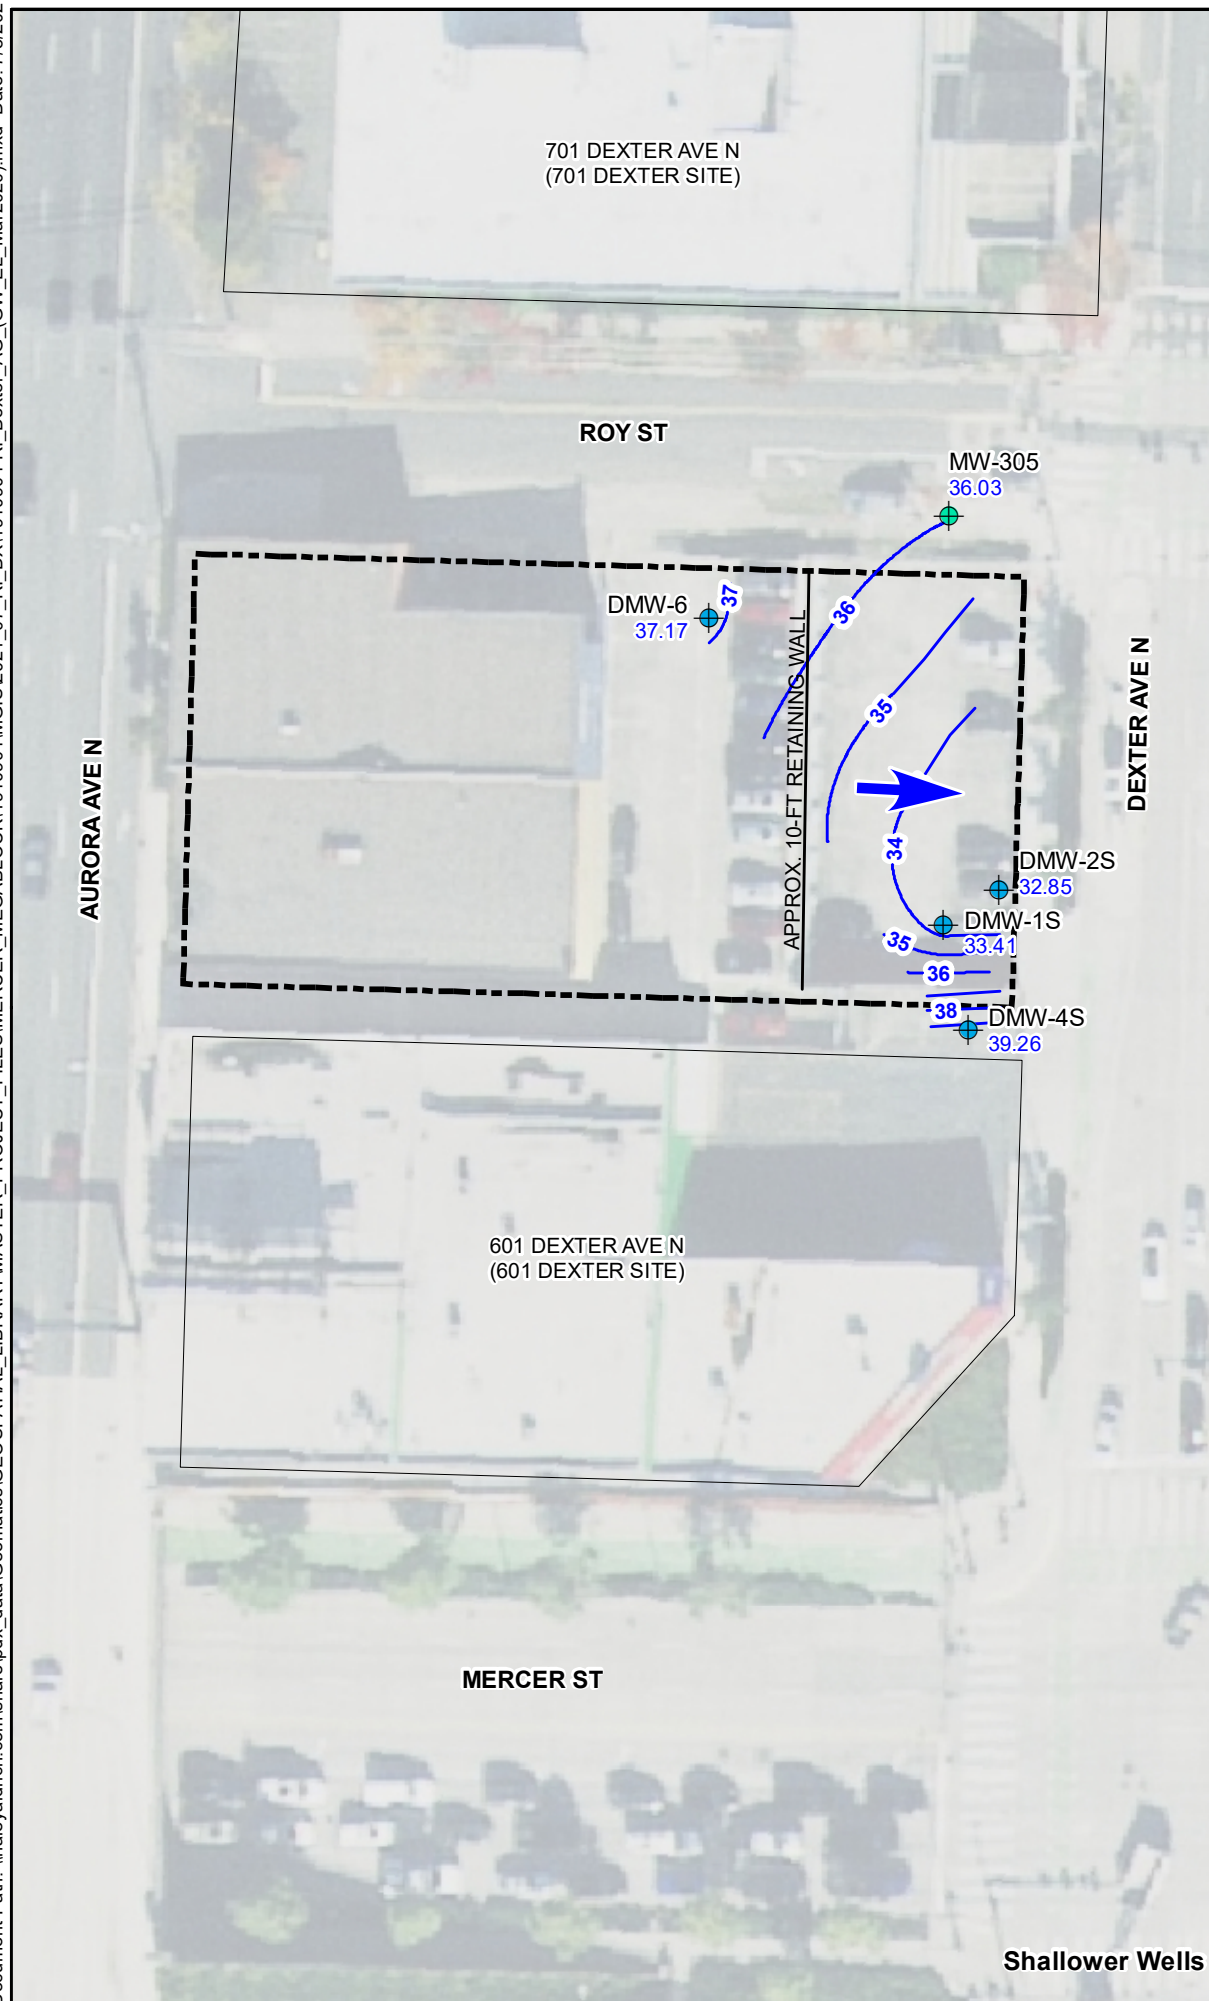 701 DEXTER AVE N
(701 DEXTER SITE)
ROY ST
MW-305
36.03
DMW-6
37.17
37
36
35
34
APPROX. 10-FT RETAINING WALL
AURORA AVE N
DEXTER AVE N
DMW-2S
32.85
DMW-1S
33.41
35
36
38
DMW-4S
39.26
601 DEXTER AVE N
(601 DEXTER SITE)
MERCER ST
Shallower Wells